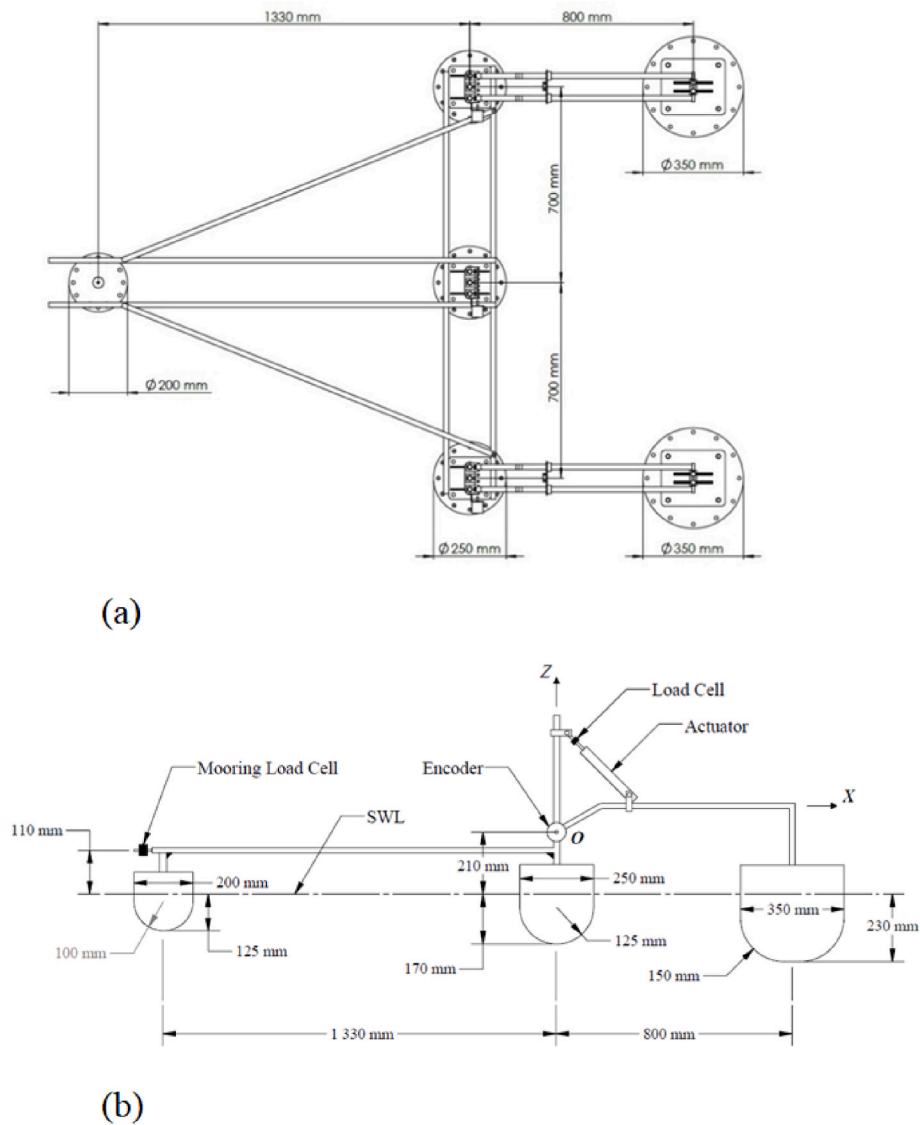 1330 mm
800 mm
Ø350 mm
700 mm
700 mm
Ø200 mm
Ø250 mm
Ø350 mm
(a)
Z
Load Cell
Actuator
Mooring Load Cell
Encoder
X
SWL
O
110 mm
210 mm
200 mm
250 mm
350 mm
230 mm
100 mm
125 mm
125 mm
170 mm
150 mm
1 330 mm
800 mm
(b)